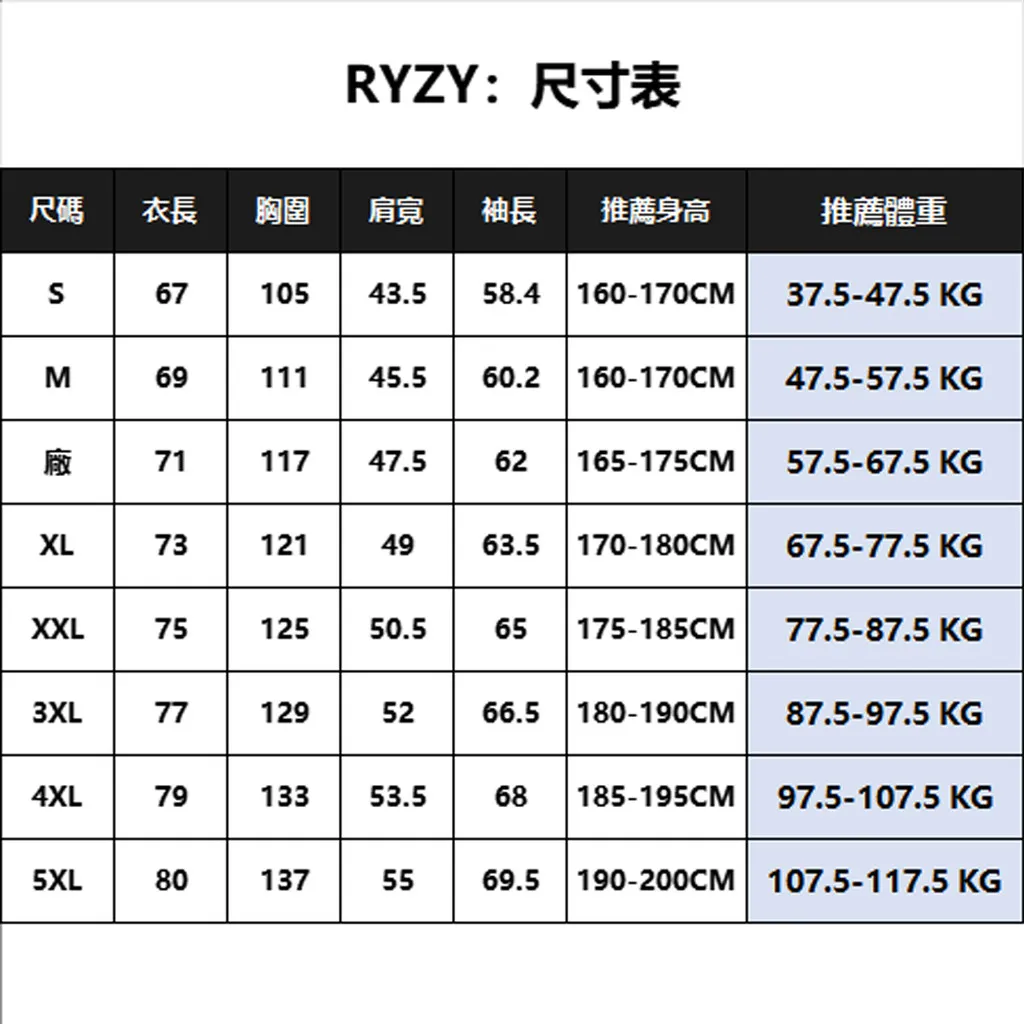 RYZY：尺寸表
尺碼 衣長 胸圍 肩寬 袖長 推薦身高 推薦體重
S 67 105 43.5 58.4 160-170CM 37.5-47.5 KG
M 69 111 45.5 60.2 160-170CM 47.5-57.5 KG
廠 71 117 47.5 62 165-175CM 57.5-67.5 KG
XL 73 121 49 63.5 170-180CM 67.5-77.5 KG
XXL 75 125 50.5 65 175-185CM 77.5-87.5 KG
3XL 77 129 52 66.5 180-190CM 87.5-97.5 KG
4XL 79 133 53.5 68 185-195CM 97.5-107.5 KG
5XL 80 137 55 69.5 190-200CM 107.5-117.5 KG